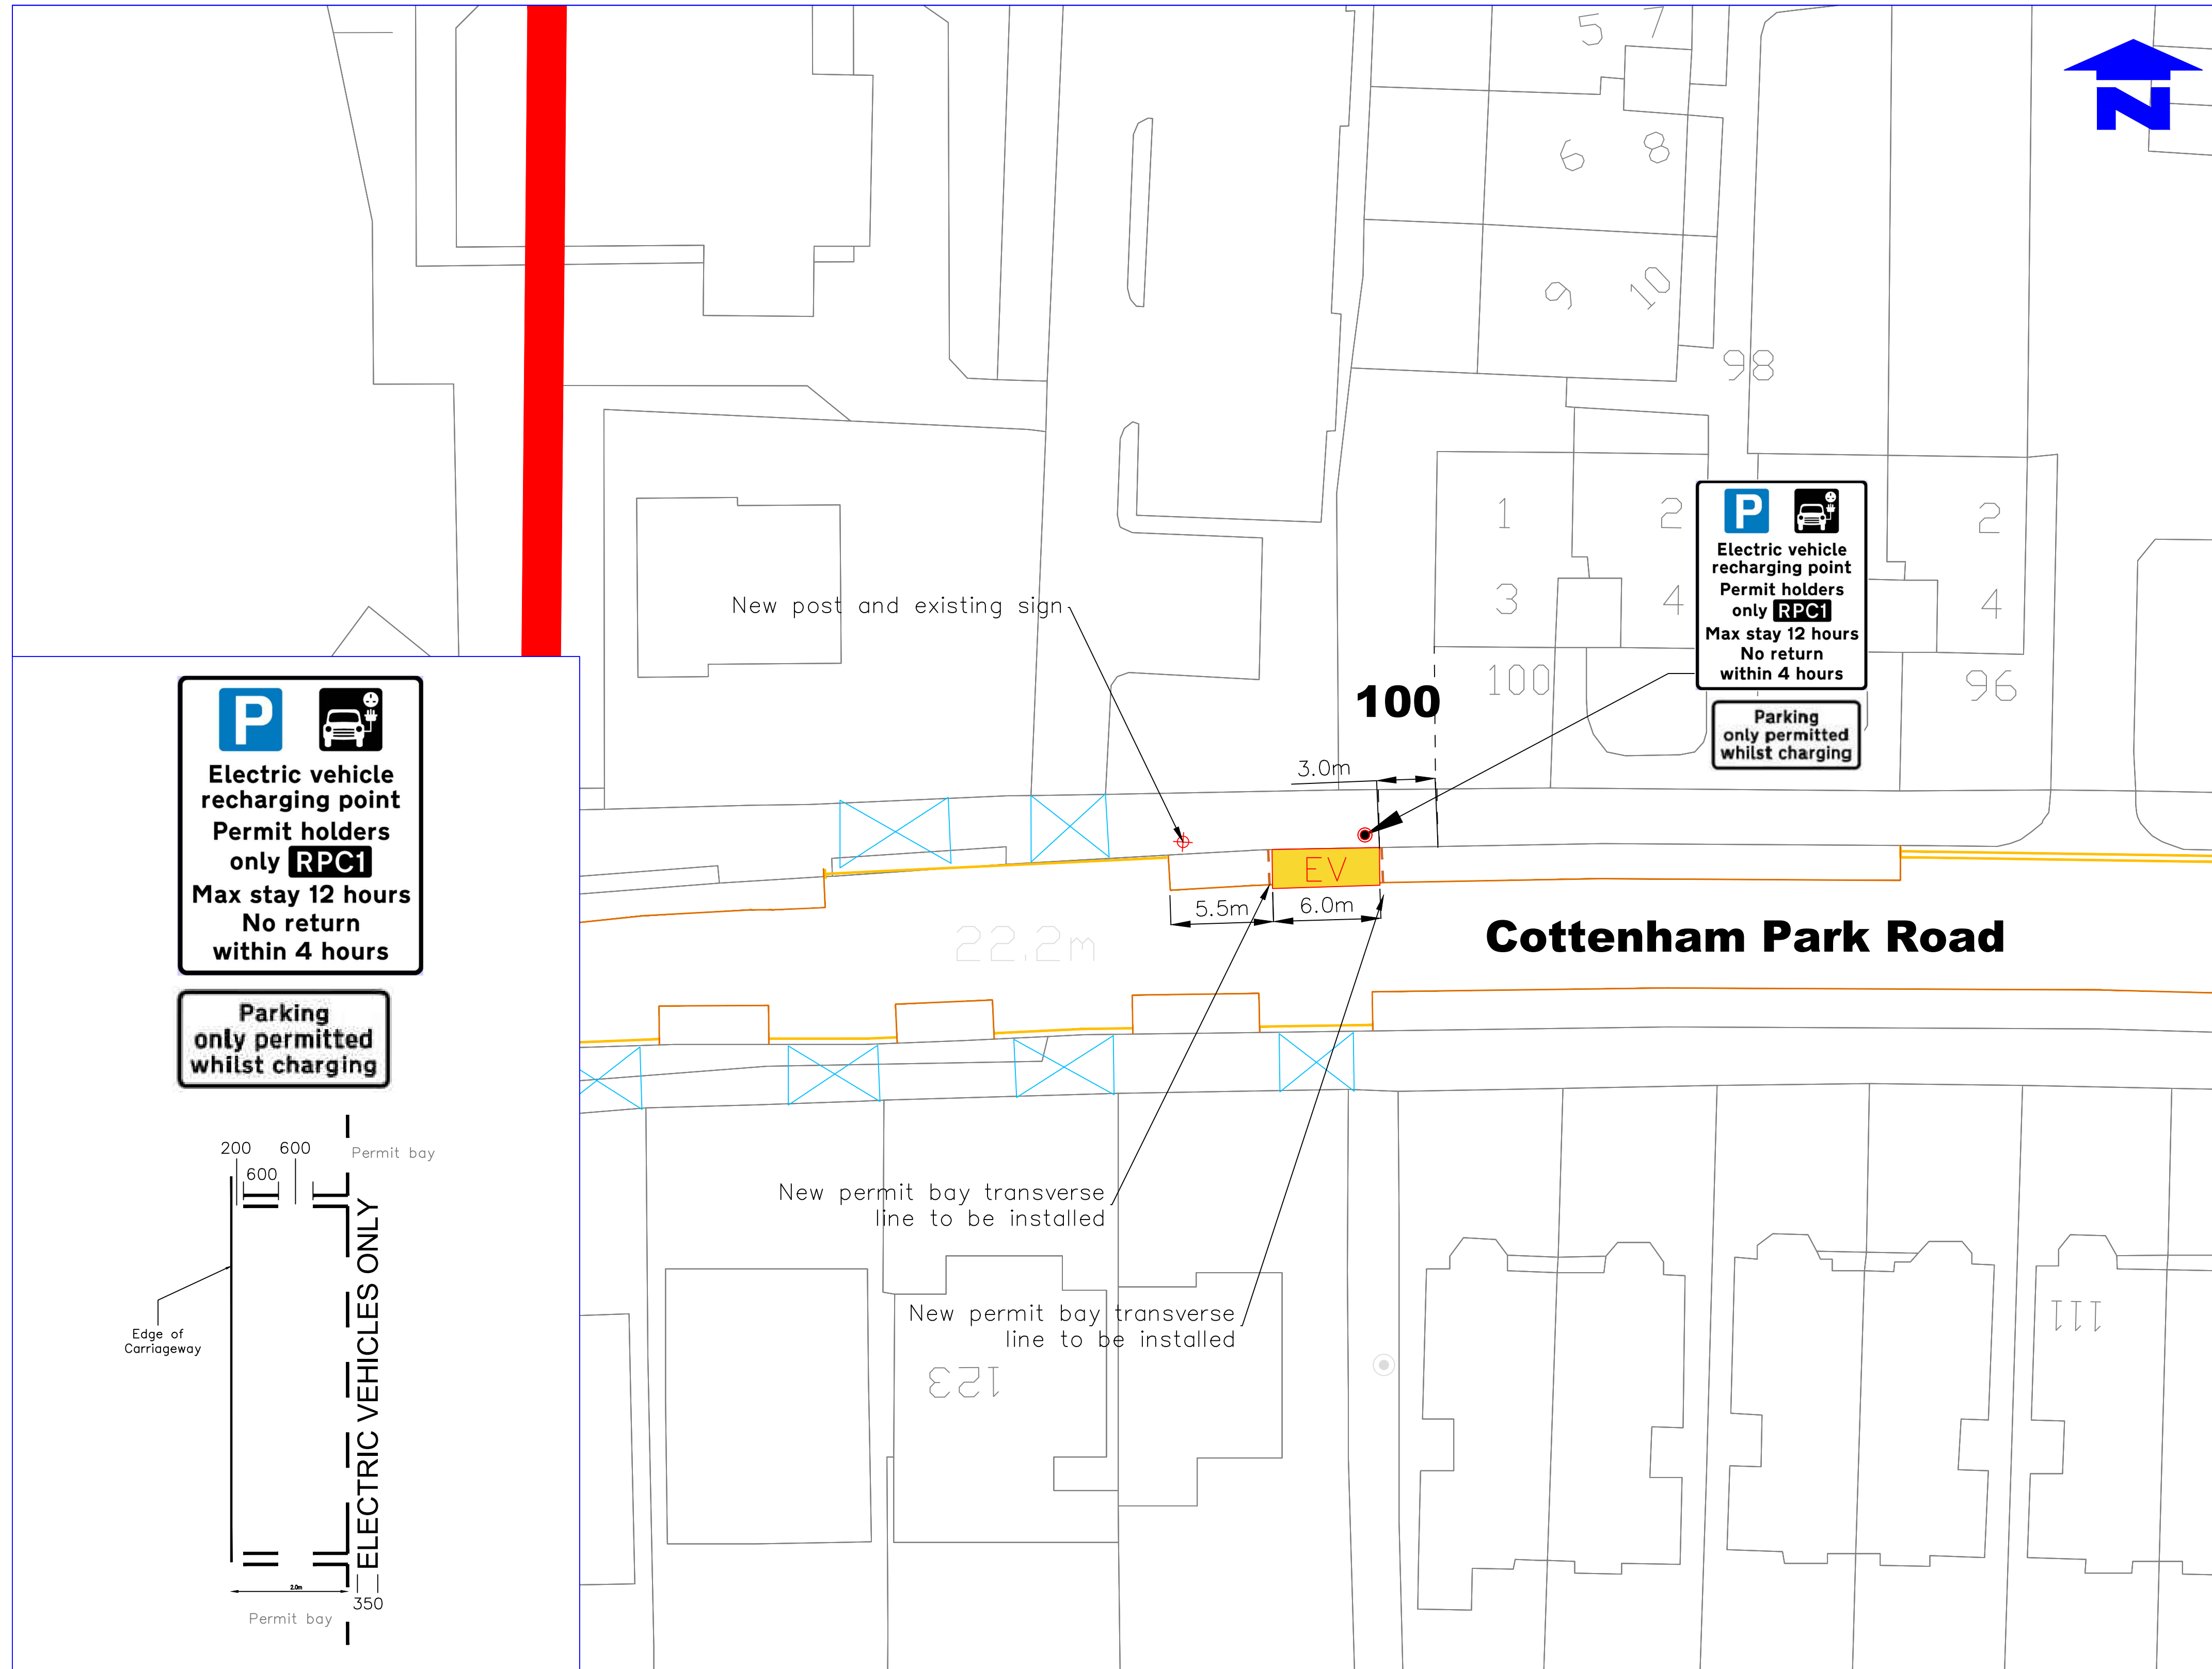 5 7
N
6 8
9 10
98
P
Electric vehicle
recharging point
Permit holders
only RPC1
Max stay 12 hours
No return
within 4 hours
Parking
only permitted
whilst charging
1 2 2
3 4 4
New post and existing sign
100 96
100
3.0m
EV
5.5m 6.0m
22.2m
Cottenham Park Road
New permit bay transverse
line to be installed
New permit bay transverse
line to be installed
123
111
P
Electric vehicle
recharging point
Permit holders
only RPC1
Max stay 12 hours
No return
within 4 hours
Parking
only permitted
whilst charging
200 600
600
Permit bay
ELECTRIC VEHICLES ONLY
Edge of
Carriageway
2.0m
350
Permit bay